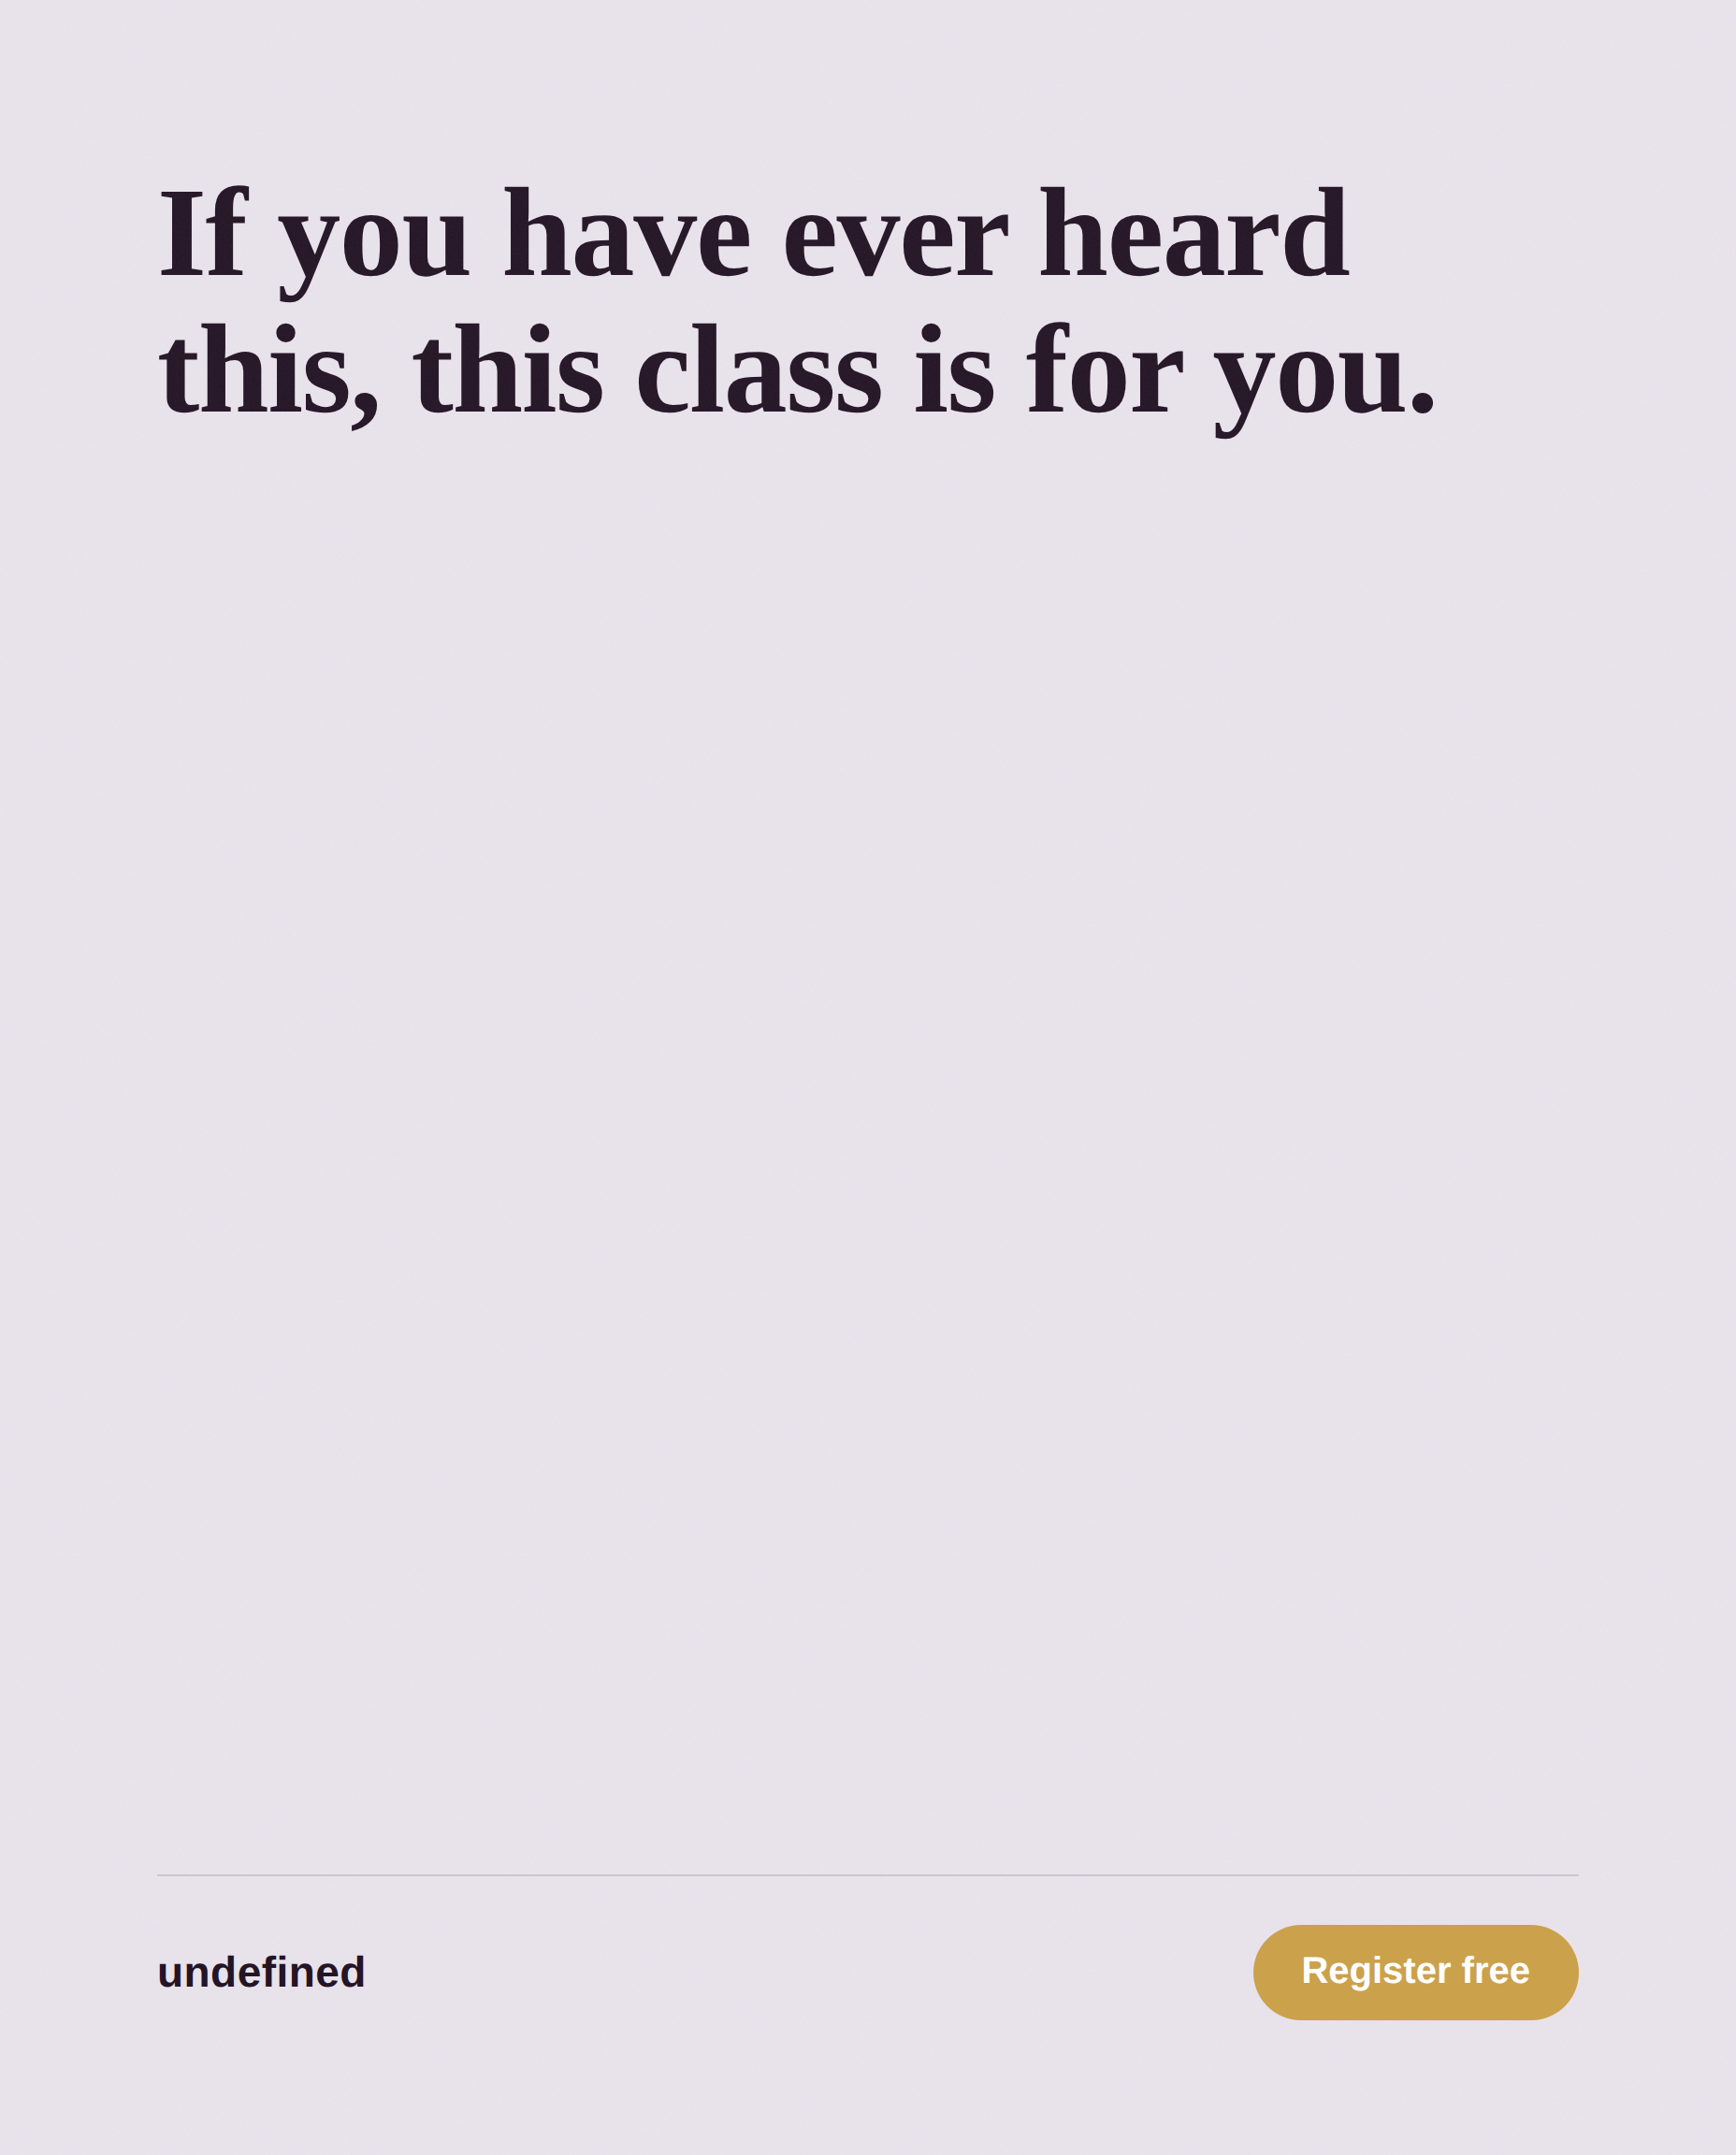 If you have ever heard
this, this class is for you.
undefined
Register free